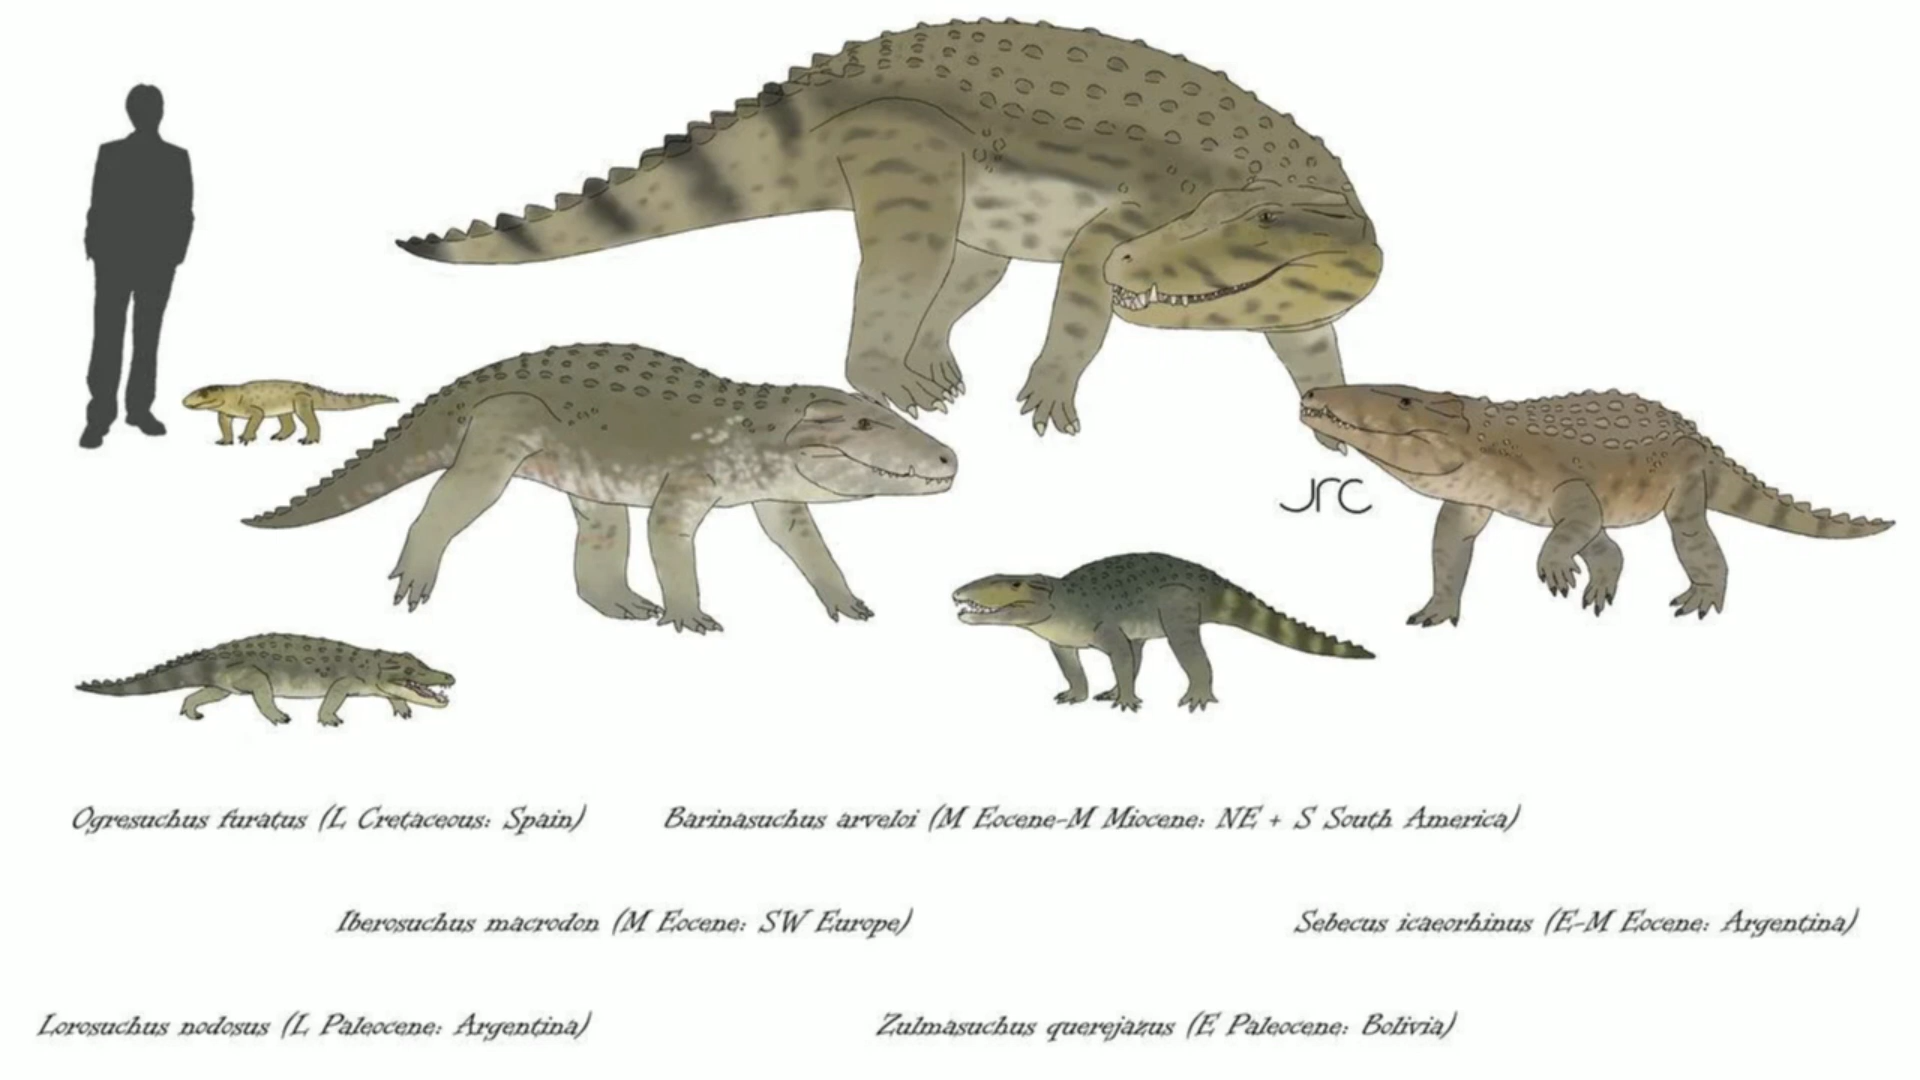 JrC
Ogresuchus furatus (L Cretaceous: Spain)
Barinasuchus arveloi (M Eocene-M Miocene: NE + S South America)
Iberosuchus macrodon (M Eocene: SW Europe)
Sebecus icaeorhinus (E-M Eocene: Argentina)
Lorosuchus nodosus (L Paleocene: Argentina)
Zulmasuchus querejazus (E Paleocene: Bolivia)